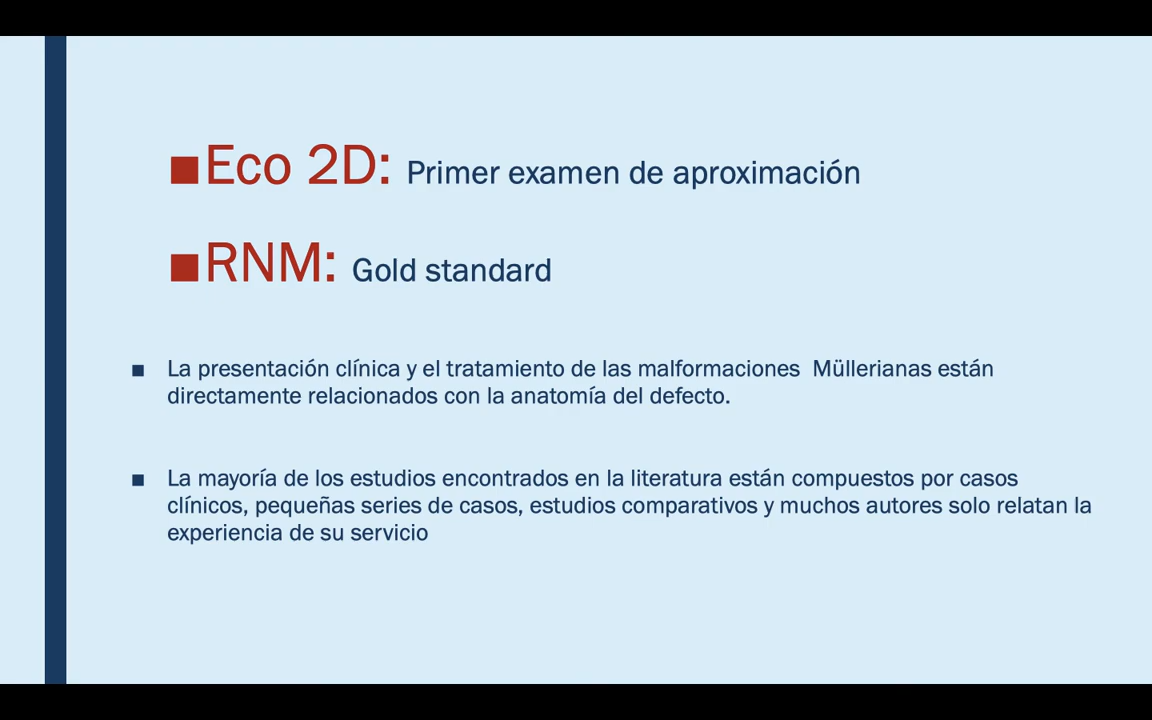 ■Eco 2D: Primer examen de aproximación
■RNM: Gold standard
■ La presentación clínica y el tratamiento de las malformaciones Müllerianas están
directamente relacionados con la anatomía del defecto.
■ La mayoría de los estudios encontrados en la literatura están compuestos por casos
clínicos, pequeñas series de casos, estudios comparativos y muchos autores solo relatan la
experiencia de su servicio